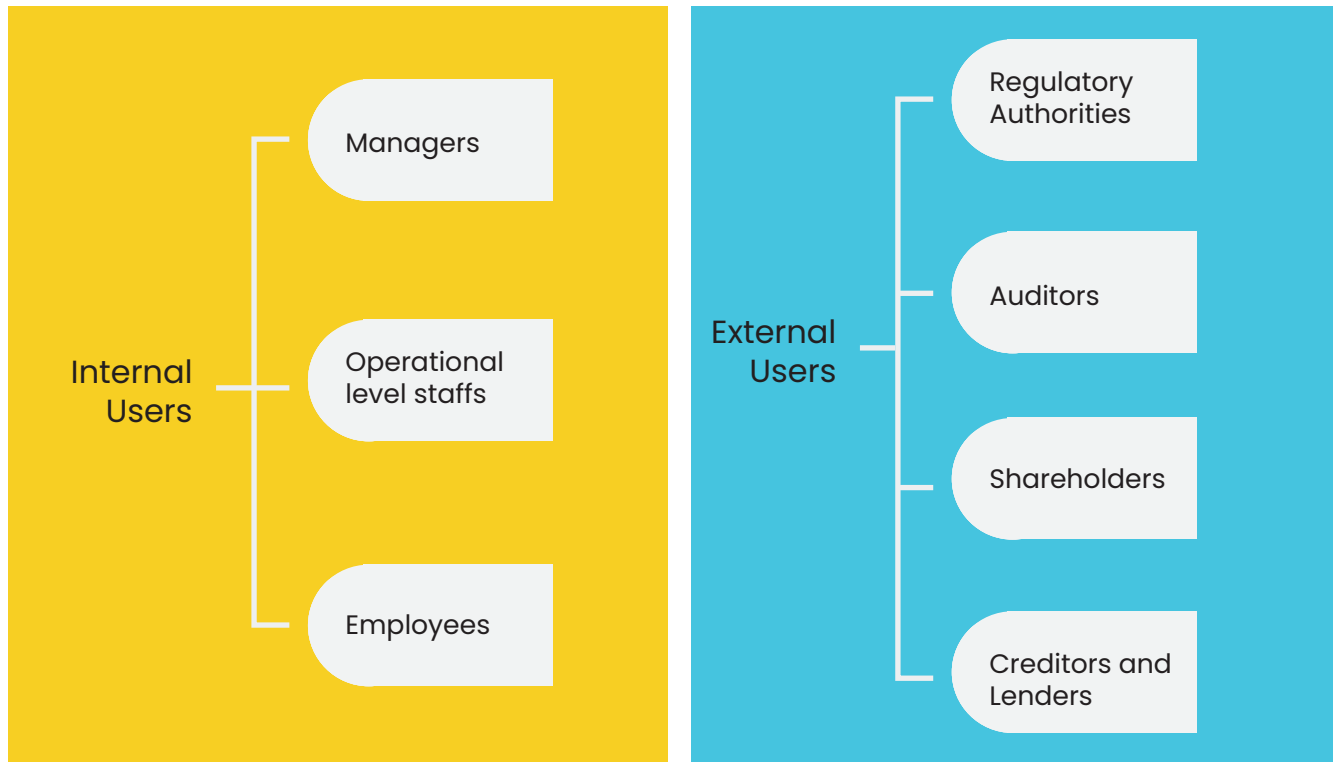 Internal
Users
Managers
Operational
level staffs
Employees
External
Users
Regulatory
Authorities
Auditors
Shareholders
Creditors and
Lenders